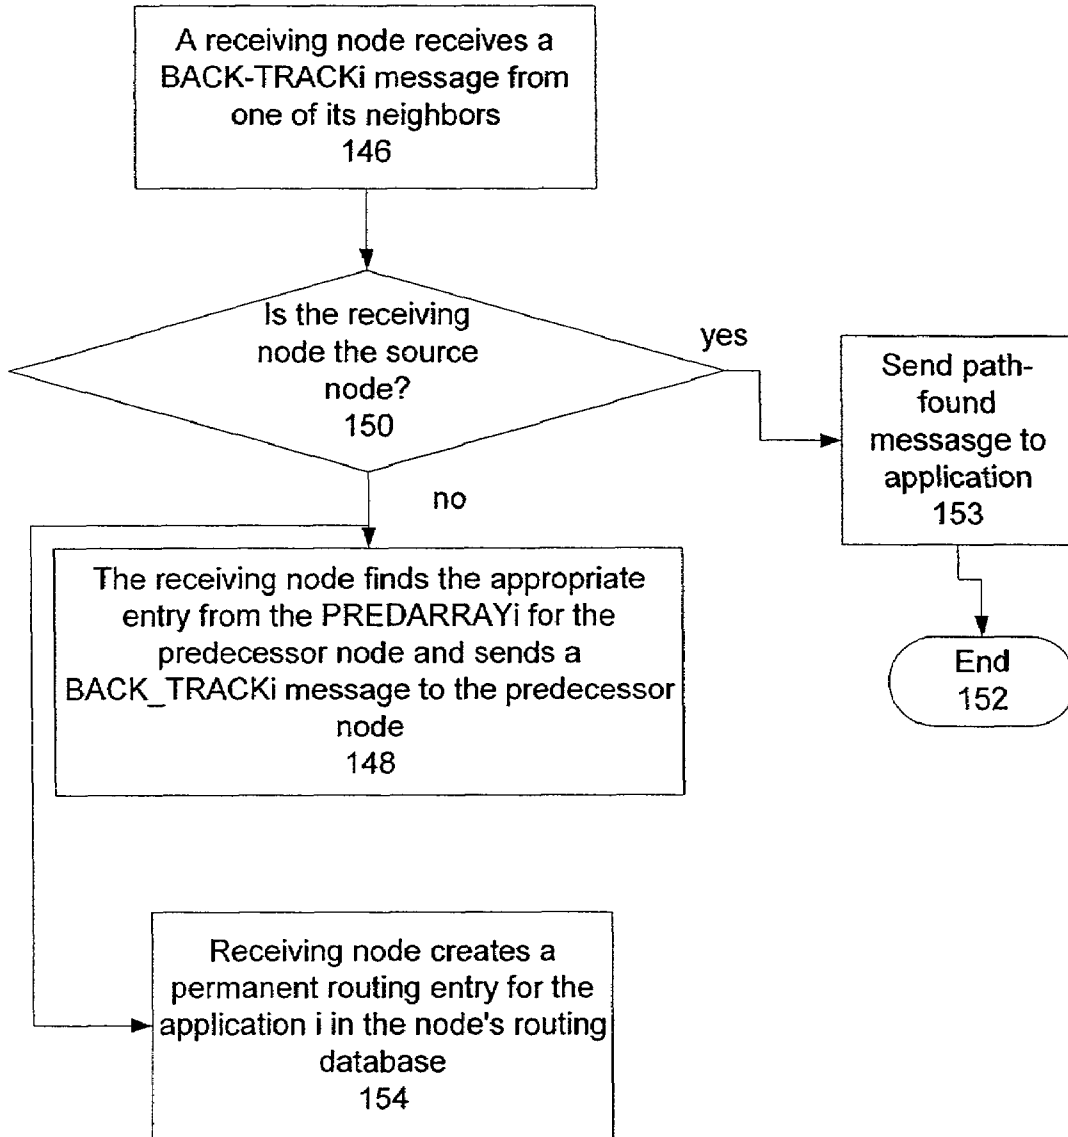 A receiving node receives a
BACK-TRACKi message from
one of its neighbors
146
Is the receiving
node the source
node?
150
yes
Send path-
found
messasge to
application
153
no
End
152
The receiving node finds the appropriate
entry from the PREDARRAYi for the
predecessor node and sends a
BACK_TRACKi message to the predecessor
node
148
Receiving node creates a
permanent routing entry for the
application i in the node's routing
database
154